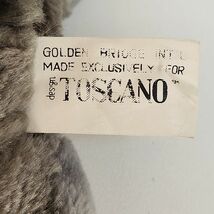 GOLDEN BRIDGE INT'L
MADE EXCLUSIVELY FOR
design TOSCANO